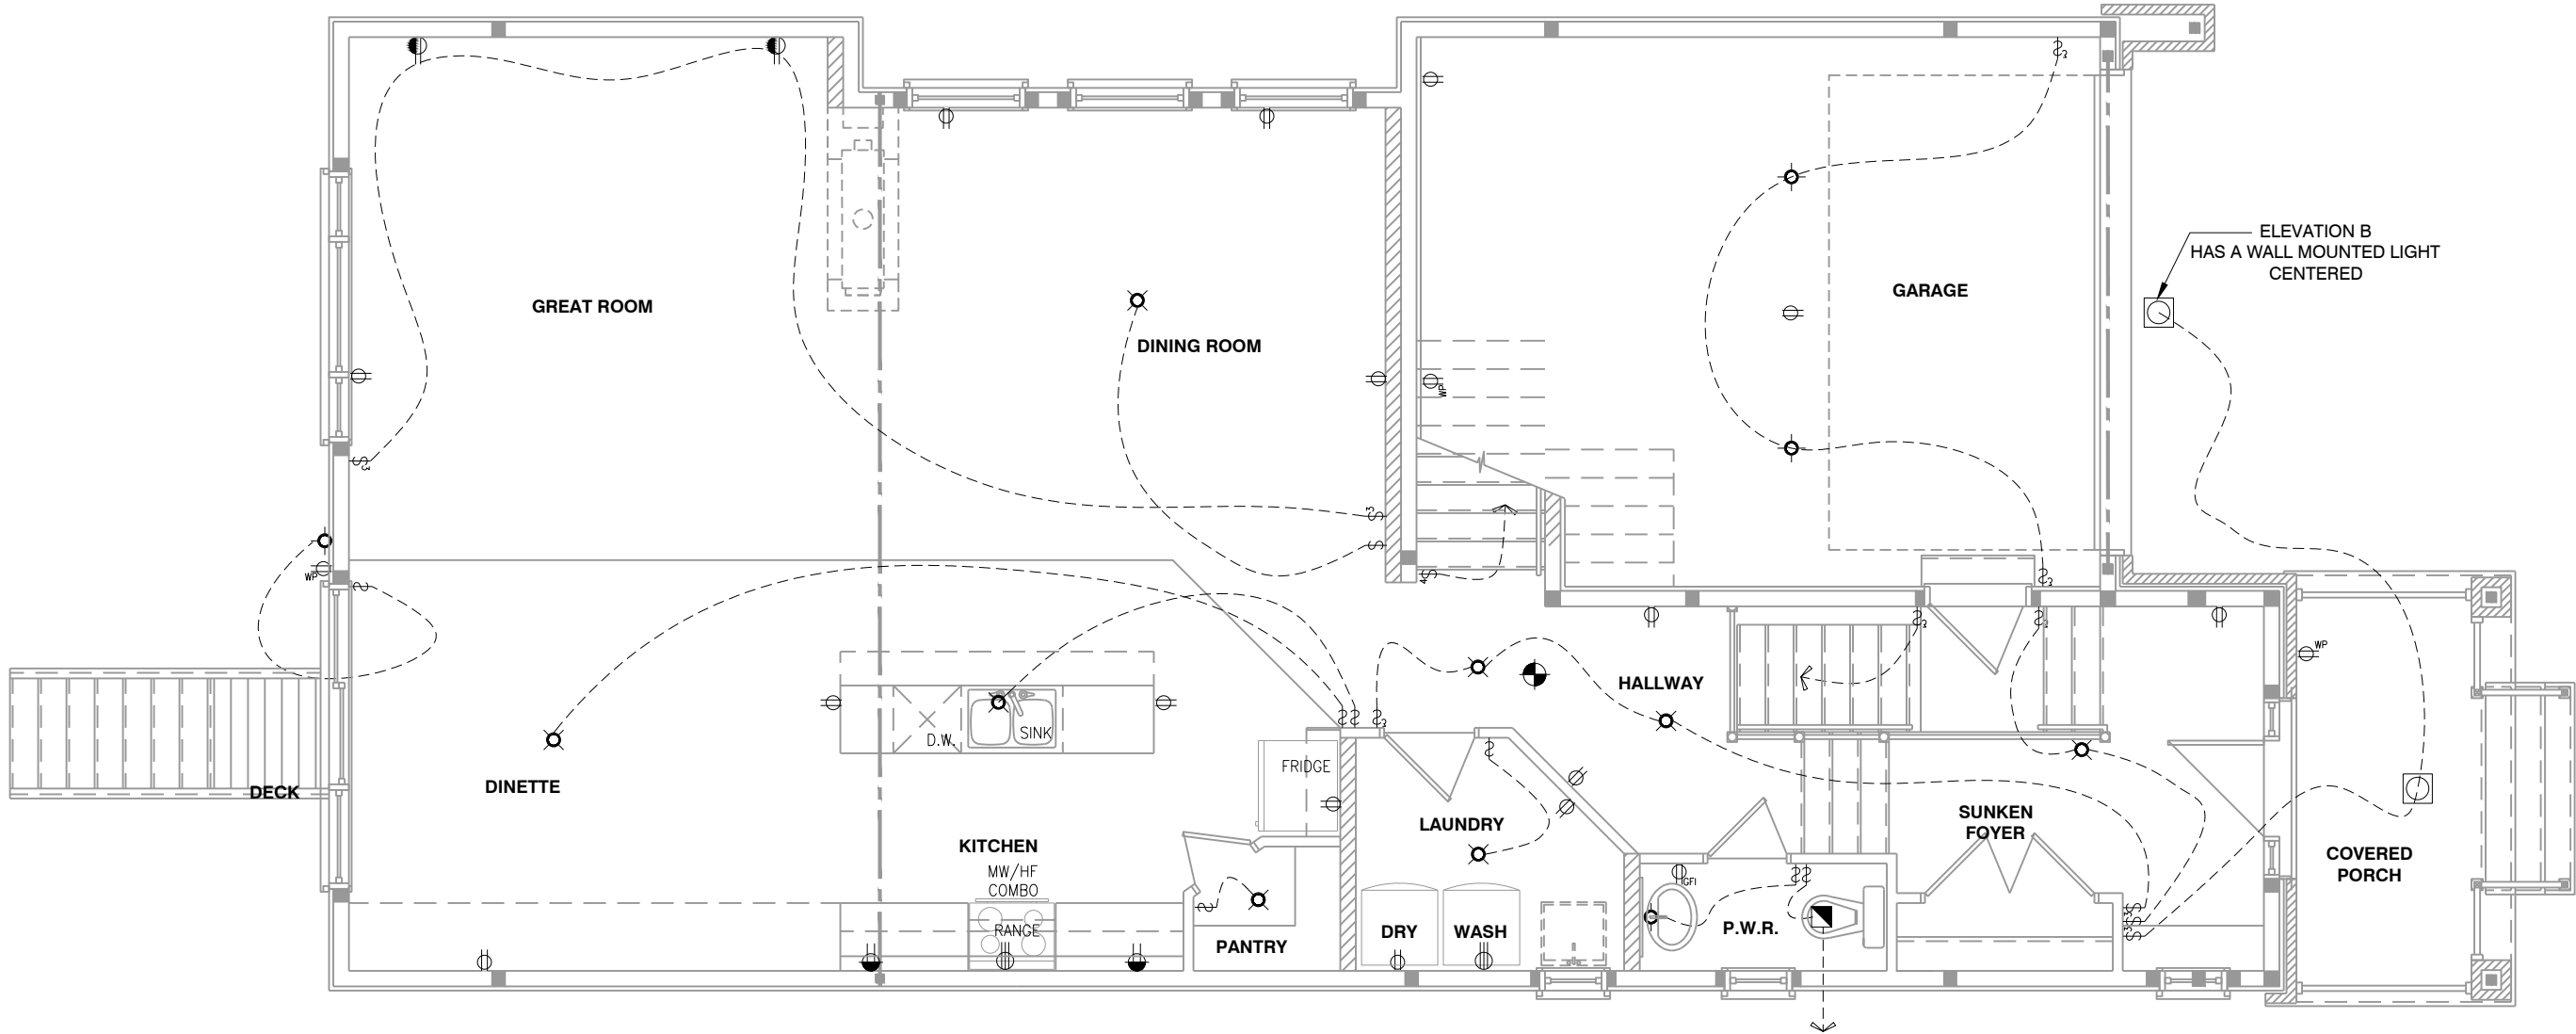 ELEVATION B
HAS A WALL MOUNTED LIGHT
CENTERED
GREAT ROOM
GARAGE
DINING ROOM
WP
WP
HALLWAY
WP
D.W.
SINK
FRIDGE
DECK
DINETTE
KITCHEN
MW/HF
COMBO
RANGE
LAUNDRY
SUNKEN
FOYER
COVERED
PORCH
GFI
DRY
WASH
P.W.R.
PANTRY